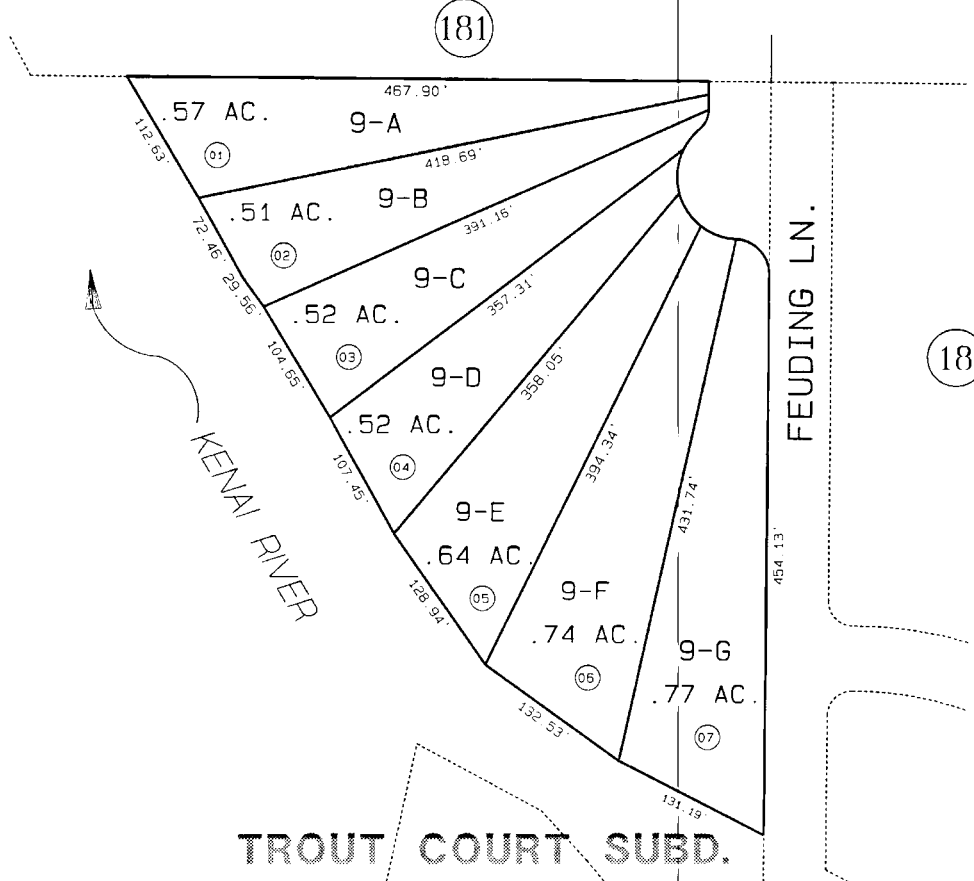 181
467.90'
.57 AC.
9-A
112.63'
01
418.69'
9-B
.51 AC.
72.46'
02
391.16'
29.56'
9-C
.52 AC.
357.31'
03
104.65'
9-D
.52 AC.
358.05'
04
107.45'
9-E
.64 AC.
394.34'
05
128.94'
9-F
.74 AC.
431.74'
06
132.53'
9-G
.77 AC.
454.13'
07
131.19'
FEUDING LN.
18
KENAI RIVER
TROUT COURT SUBD.